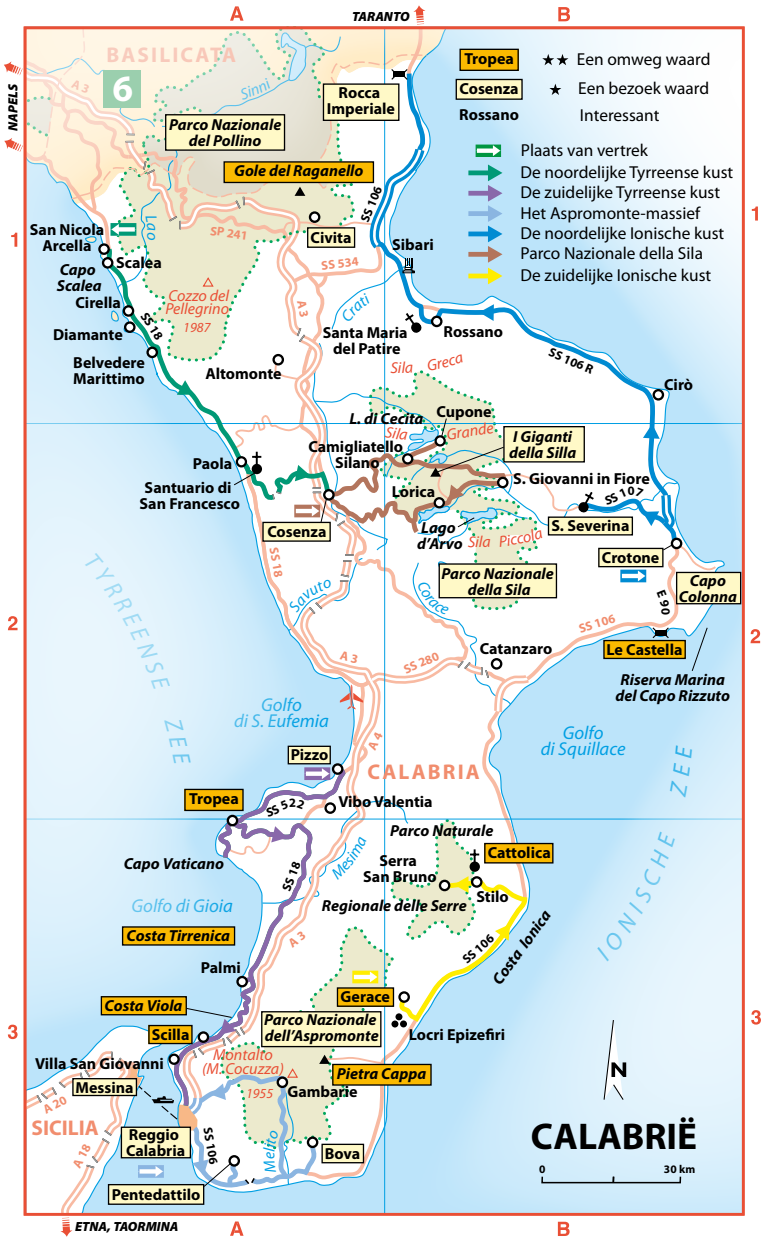 A
TARANTO
B
BASILICATA
A 3
6
Sinni
NAPELS
Rocca
Imperiale
Parco Nazionale
del Pollino
Gole del Raganello
Tropea
★★ Een omweg waard
Cosenza
★ Een bezoek waard
Rossano
Interessant
Plaats van vertrek
De noordelijke Tyrreense kust
De zuidelijke Tyrreense kust
Het Aspromonte-massief
De noordelijke Ionische kust
Parco Nazionale della Sila
De zuidelijke Ionische kust
1
1
SS 106
San Nicola
Arcella
Lao
SP 241
Civita
Sibari
SS 534
Scalea
Capo
Scalea
Cozzo del
Pellegrino
1987
Crati
A 3
Cirella
SS 18
Diamante
Santa Maria
del Patire
Rossano
SS 106 R
Belvedere
Marittimo
Altomonte
Sila Greca
Cirò
L. di Cecita
Cupone
Sila Grande
Camigliatello
Silano
I Giganti
della Silla
Paola
Santuario di
San Francesco
Lorica
S. Giovanni in Fiore
SS 107
Cosenza
Lago
d'Arvo
Sila Piccola
S. Severina
Crotone
SS 18
TYRREENSE ZEE
Savuto
Corace
Parco Nazionale
della Sila
Capo
Colonna
E 90
2
2
SS 106
Le Castella
A 3
SS 280
Catanzaro
Riserva Marina
del Capo Rizzuto
Golfo
di S. Eufemia
A 4
Golfo
di Squillace
Pizzo
CALABRIA
IONISCHE ZEE
Tropea
SS 522
Vibo Valentia
Capo Vaticano
Mesima
Parco Naturale
Cattolica
Serra
San Bruno
Stilo
Regionale delle Serre
SS 18
Golfo di Gioia
Costa Tirrenica
A 3
SS 106
Costa Ionica
Palmi
Gerace
Costa Viola
Parco Nazionale
dell'Aspromonte
Locri Epizefiri
3
3
Scilla
Villa San Giovanni
Montalto
(M. Cocuzza)
1955
Pietra Cappa
N
Messina
Gambarie
A 20
SICILIA
A 18
Reggio
Calabria
SS 106
Melito
Bova
CALABRIË
Pentedattilo
0
30 km
ETNA, TAORMINA
A
B